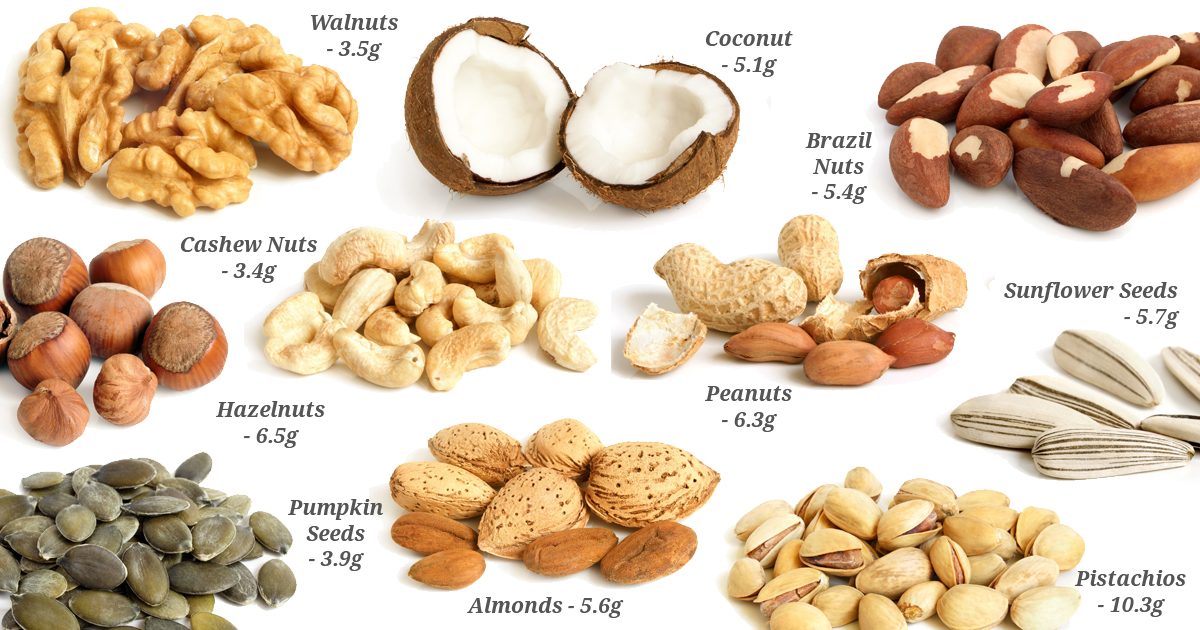 Walnuts
- 3.5g
Coconut
- 5.1g
Brazil
Nuts
- 5.4g
Cashew Nuts
- 3.4g
Sunflower Seeds
- 5.7g
Hazelnuts
- 6.5g
Peanuts
- 6.3g
Pumpkin
Seeds
- 3.9g
Almonds - 5.6g
Pistachios
- 10.3g